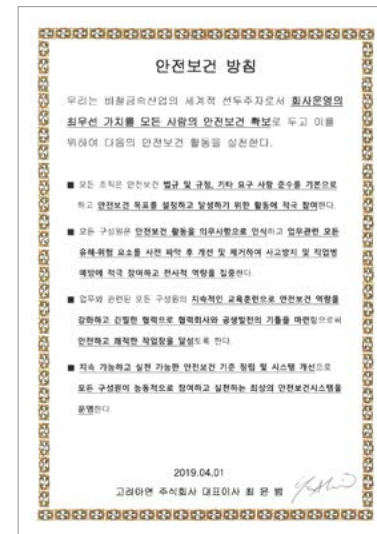 안전보건 방침
우리는 비철금속산업의 세계적 선두주자로서 회사운영의
최우선 가치를 모든 사람의 안전보건 확보로 두고 이를
위하여 다음의 안전보건 활동을 실천한다.
■ 모든 조직은 안전보건 법규 및 규정, 기타 요구 사항 준수를 기본으로
하고 안전보건 목표를 설정하고 달성하기 위한 활동에 적극 참여한다.
■ 모든 구성원은 안전보건 활동을 의무사항으로 인식하고 업무관련 모든
유해·위험 요소를 사전 파악 후 개선 및 제거하여 사고방지 및 직업병
예방에 적극 참여하고 전사적 역량을 집중한다.
■ 업무와 관련된 모든 구성원의 지속적인 교육훈련으로 안전보건 역량을
강화하고 긴밀한 협력으로 협력회사와 공생발전의 기틀을 마련함으로써
안전하고 쾌적한 작업장을 달성토록 한다.
■ 지속 가능하고 실천 가능한 안전보건 기준 정립 및 시스템 개선으로
모든 구성원이 능동적으로 참여하고 실천하는 최상의 안전보건시스템을
운영한다.
2019.04.01
고려아연 주식회사 대표이사 최 윤 범